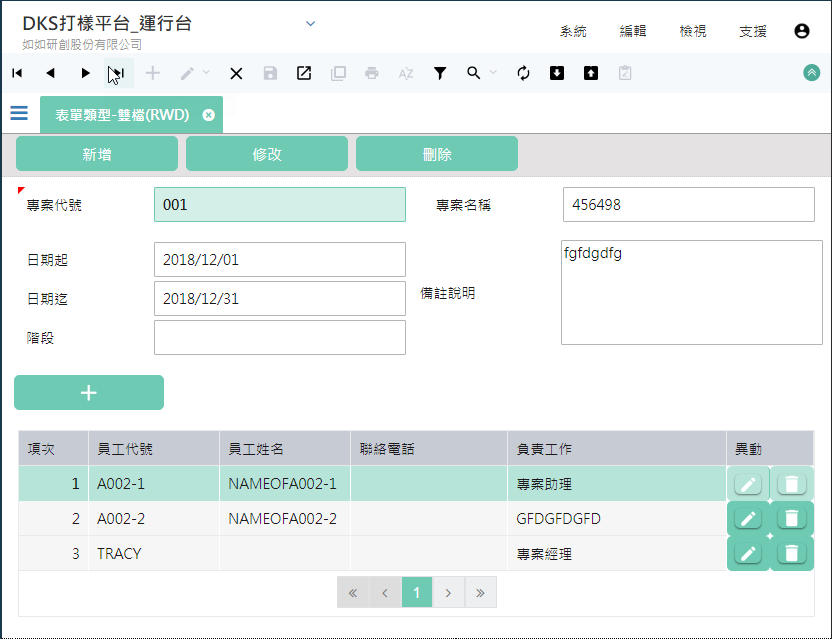 DKS打樣平台_運行台
如如研創股份有限公司
系統 編輯 檢視 支援
表單類型-雙檔(RWD)
新增 修改 刪除
專案代號 001 專案名稱 456498
日期起 2018/12/01 備註說明 fgfdgdfg
日期迄 2018/12/31
階段
+
項次 員工代號 員工姓名 聯絡電話 負責工作 異動
1 A002-1 NAMEOFA002-1 專案助理
2 A002-2 NAMEOFA002-2 GFDGFDGFD
3 TRACY 專案經理
« ‹ 1 › »